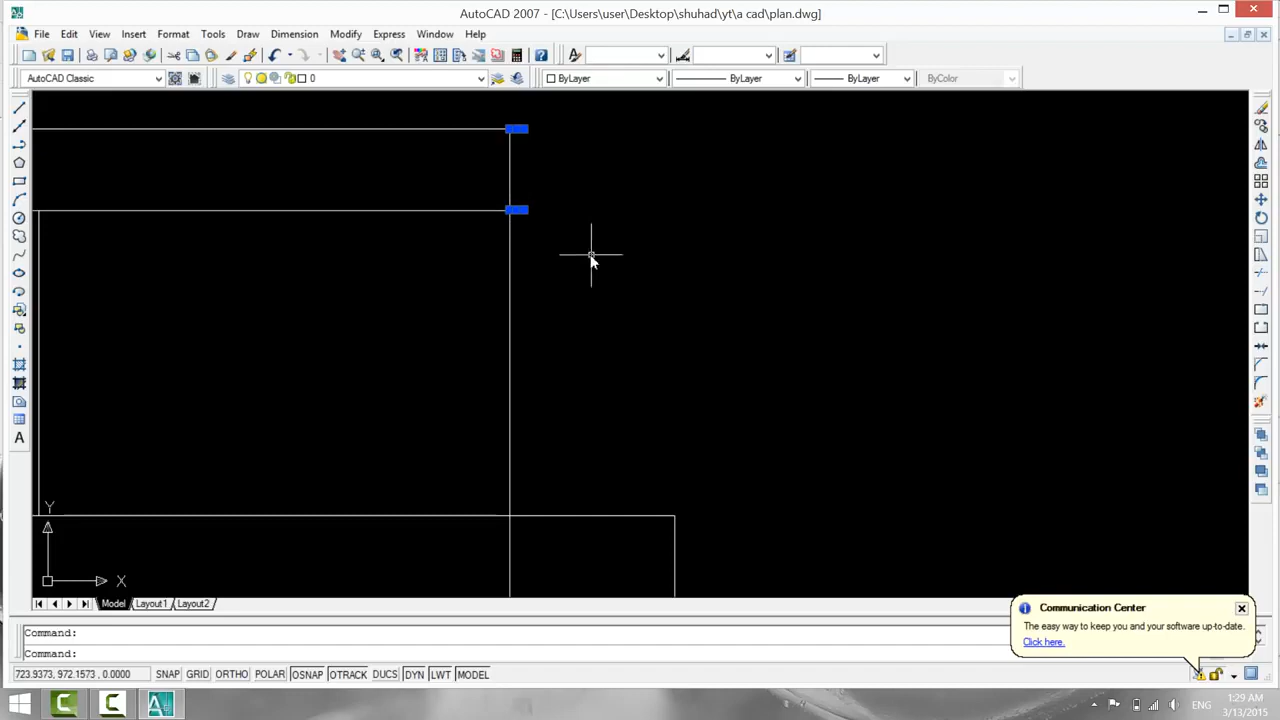 AutoCAD 2007 - [C:\Users\user\Desktop\shuhad\yt\a cad\plan.dwg]
File Edit View Insert Format Tools Draw Dimension Modify Express Window Help
AutoCAD Classic 0 ByLayer ByLayer ByLayer ByColor
A
Y
X
Model Layout1 Layout2
Communication Center
The easy way to keep you and your software up-to-date.
Click here.
Command:
Command:
723.9373, 972.1573 , 0.0000 SNAP GRID ORTHO POLAR OSNAP OTRACK DUCS DYN LWT MODEL
ENG
1:29 AM
3/13/2015